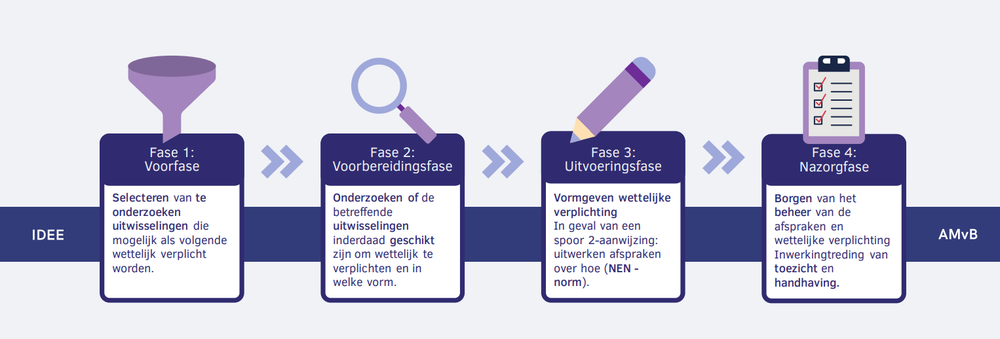 IDEE
Fase 1:
Voorfase
Selecteren van te
onderzoeken
uitwisselingen die
mogelijk als volgende
wettelijk verplicht
worden.
Fase 2:
Voorbereidingsfase
Onderzoeken of de
betreffende
uitwisselingen
inderdaad geschikt
zijn om wettelijk te
verplichten en in
welke vorm.
Fase 3:
Uitvoeringsfase
Vormgeven wettelijke
verplichting
In geval van een
spoor 2-aanwijzing:
uitwerken afspraken
over hoe (NEN -
norm).
Fase 4:
Nazorgfase
Borgen van het
beheer van de
afspraken en
wettelijke verplichting
Inwerkingtreding van
toezicht en
handhaving.
AMvB